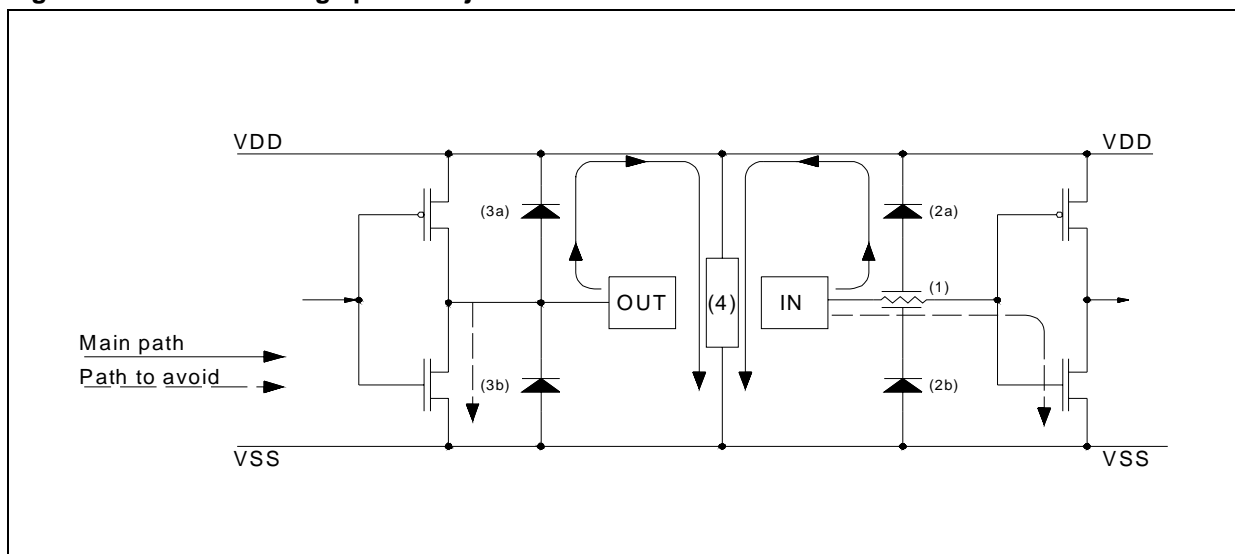 VDD
VDD
(3a)
(2a)
(1)
OUT
(4)
IN
Main path
Path to avoid
(3b)
(2b)
VSS
VSS